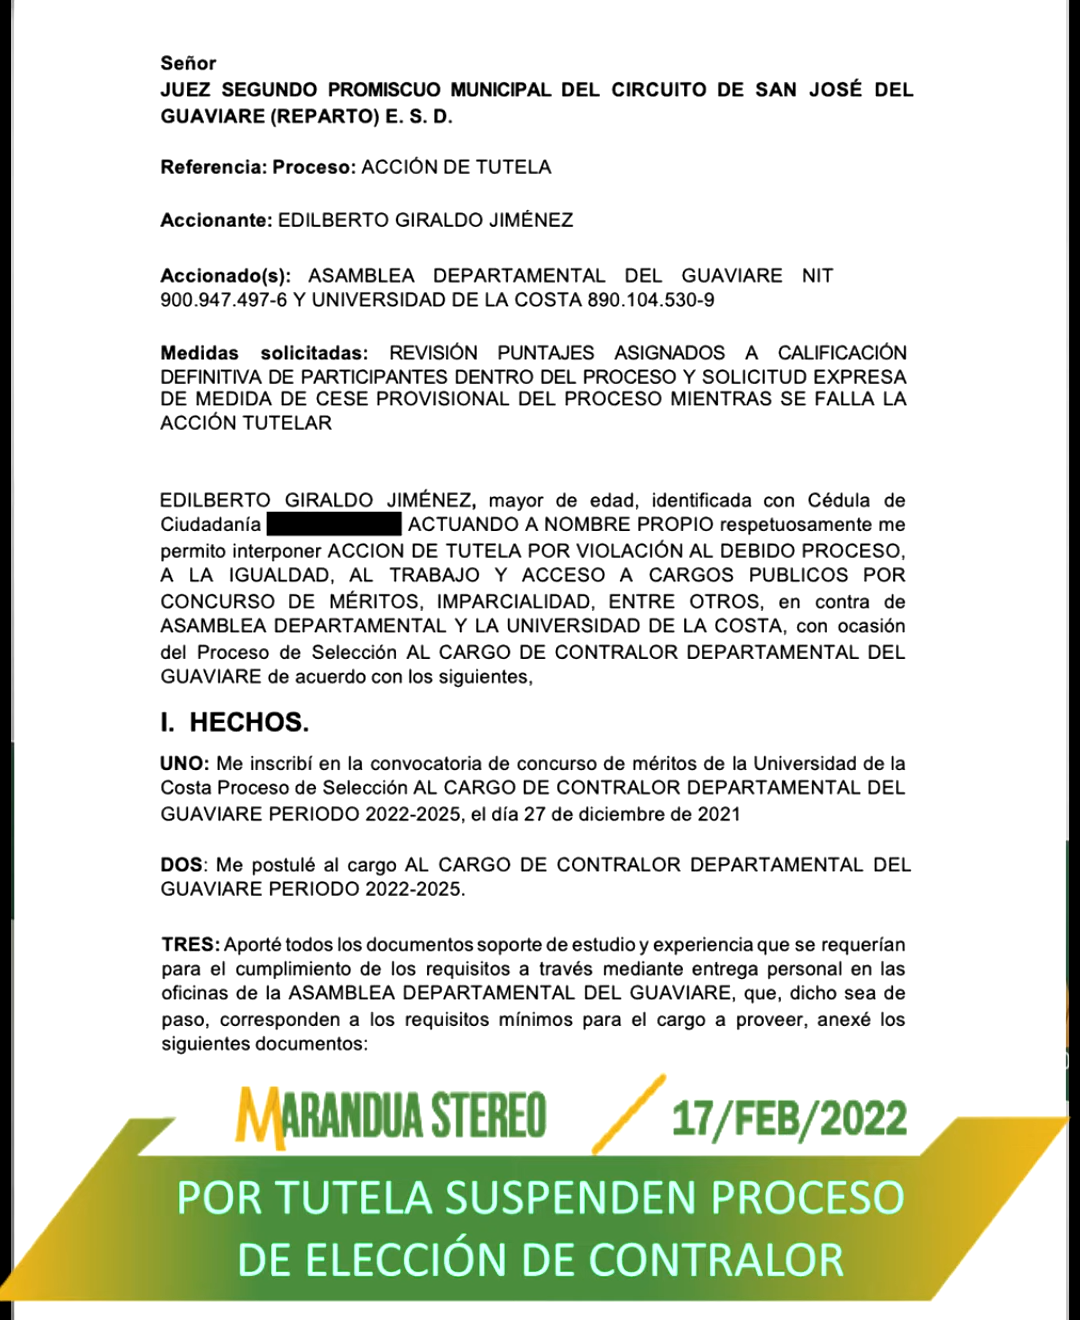 Señor
JUEZ SEGUNDO PROMISCUO MUNICIPAL DEL CIRCUITO DE SAN JOSÉ DEL
GUAVIARE (REPARTO) E. S. D.
Referencia: Proceso: ACCIÓN DE TUTELA
Accionante: EDILBERTO GIRALDO JIMÉNEZ
Accionado(s): ASAMBLEA DEPARTAMENTAL DEL GUAVIARE NIT
900.947.497-6 Y UNIVERSIDAD DE LA COSTA 890.104.530-9
Medidas solicitadas: REVISIÓN PUNTAJES ASIGNADOS A CALIFICACIÓN
DEFINITIVA DE PARTICIPANTES DENTRO DEL PROCESO Y SOLICITUD EXPRESA
DE MEDIDA DE CESE PROVISIONAL DEL PROCESO MIENTRAS SE FALLA LA
ACCIÓN TUTELAR
EDILBERTO GIRALDO JIMÉNEZ, mayor de edad, identificada con Cédula de
Ciudadanía ACTUANDO A NOMBRE PROPIO respetuosamente me
permito interponer ACCION DE TUTELA POR VIOLACIÓN AL DEBIDO PROCESO,
A LA IGUALDAD, AL TRABAJO Y ACCESO A CARGOS PUBLICOS POR
CONCURSO DE MÉRITOS, IMPARCIALIDAD, ENTRE OTROS, en contra de
ASAMBLEA DEPARTAMENTAL Y LA UNIVERSIDAD DE LA COSTA, con ocasión
del Proceso de Selección AL CARGO DE CONTRALOR DEPARTAMENTAL DEL
GUAVIARE de acuerdo con los siguientes,
I. HECHOS.
UNO: Me inscribí en la convocatoria de concurso de méritos de la Universidad de la
Costa Proceso de Selección AL CARGO DE CONTRALOR DEPARTAMENTAL DEL
GUAVIARE PERIODO 2022-2025, el día 27 de diciembre de 2021
DOS: Me postulé al cargo AL CARGO DE CONTRALOR DEPARTAMENTAL DEL
GUAVIARE PERIODO 2022-2025.
TRES: Aporté todos los documentos soporte de estudio y experiencia que se requerían
para el cumplimiento de los requisitos a través mediante entrega personal en las
oficinas de la ASAMBLEA DEPARTAMENTAL DEL GUAVIARE, que, dicho sea de
paso, corresponden a los requisitos mínimos para el cargo a proveer, anexé los
siguientes documentos:
MARANDUA STEREO / 17/FEB/2022
POR TUTELA SUSPENDEN PROCESO
DE ELECCIÓN DE CONTRALOR